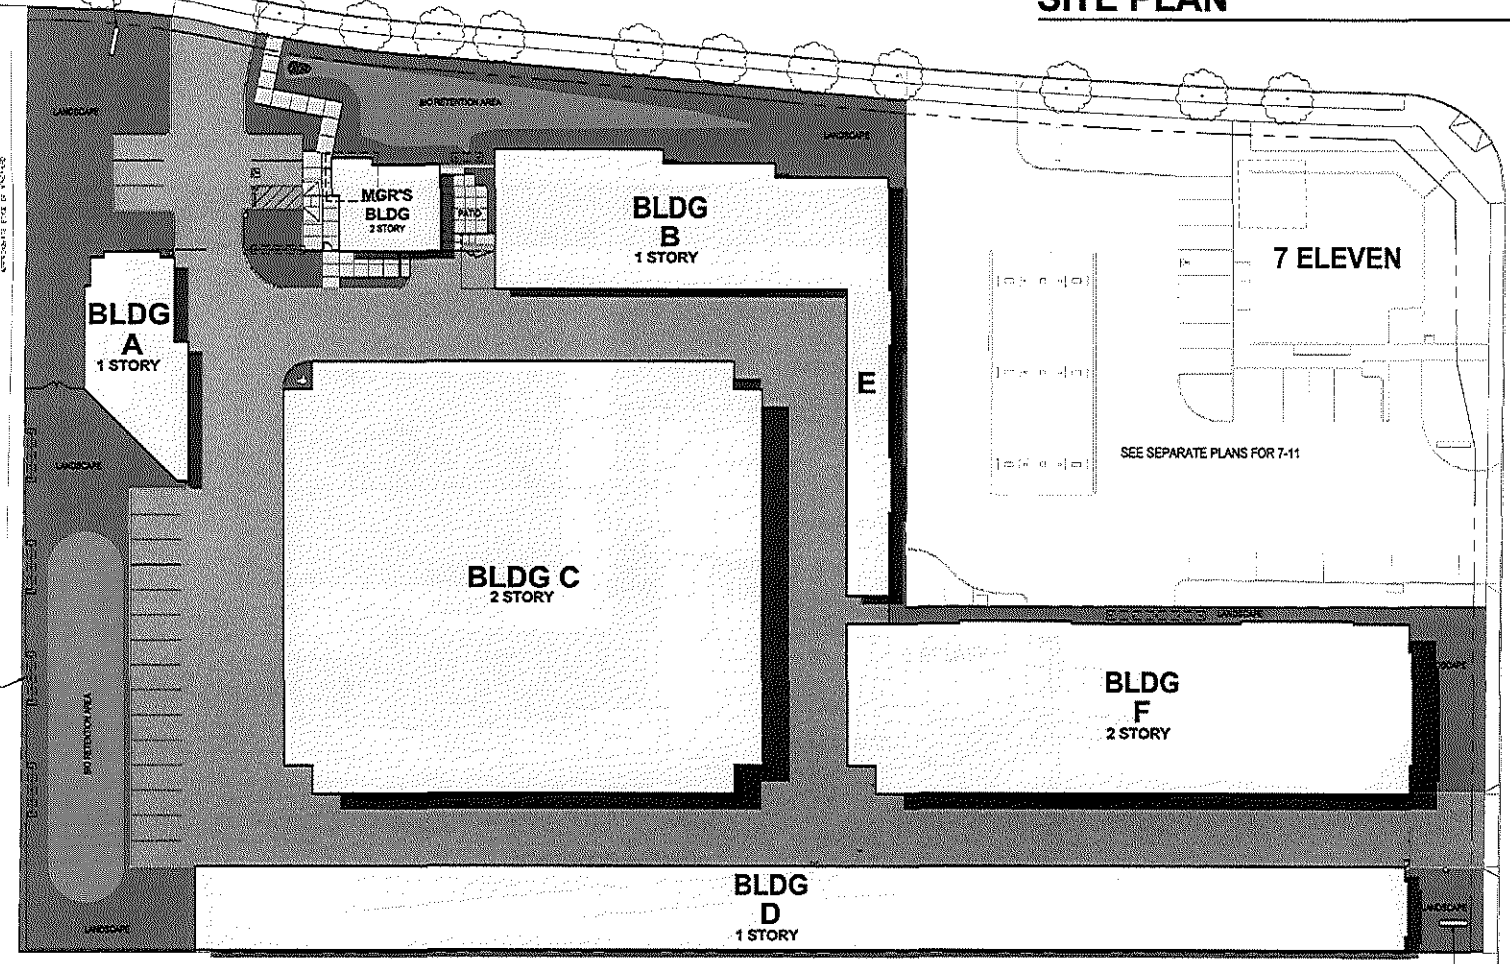 SITE PLAN
LANDSCAPE
BIO RETENTION AREA
LANDSCAPE
MGR'S
BLDG
2 STORY
PATIO
BLDG
B
1 STORY
7 ELEVEN
BLDG
A
1 STORY
E
SEE SEPARATE PLANS FOR 7-11
LANDSCAPE
BLDG C
2 STORY
LANDSCAPE
LANDSCAPE
BLDG
F
2 STORY
BIO RETENTION AREA
BLDG
D
1 STORY
LANDSCAPE
LANDSCAPE